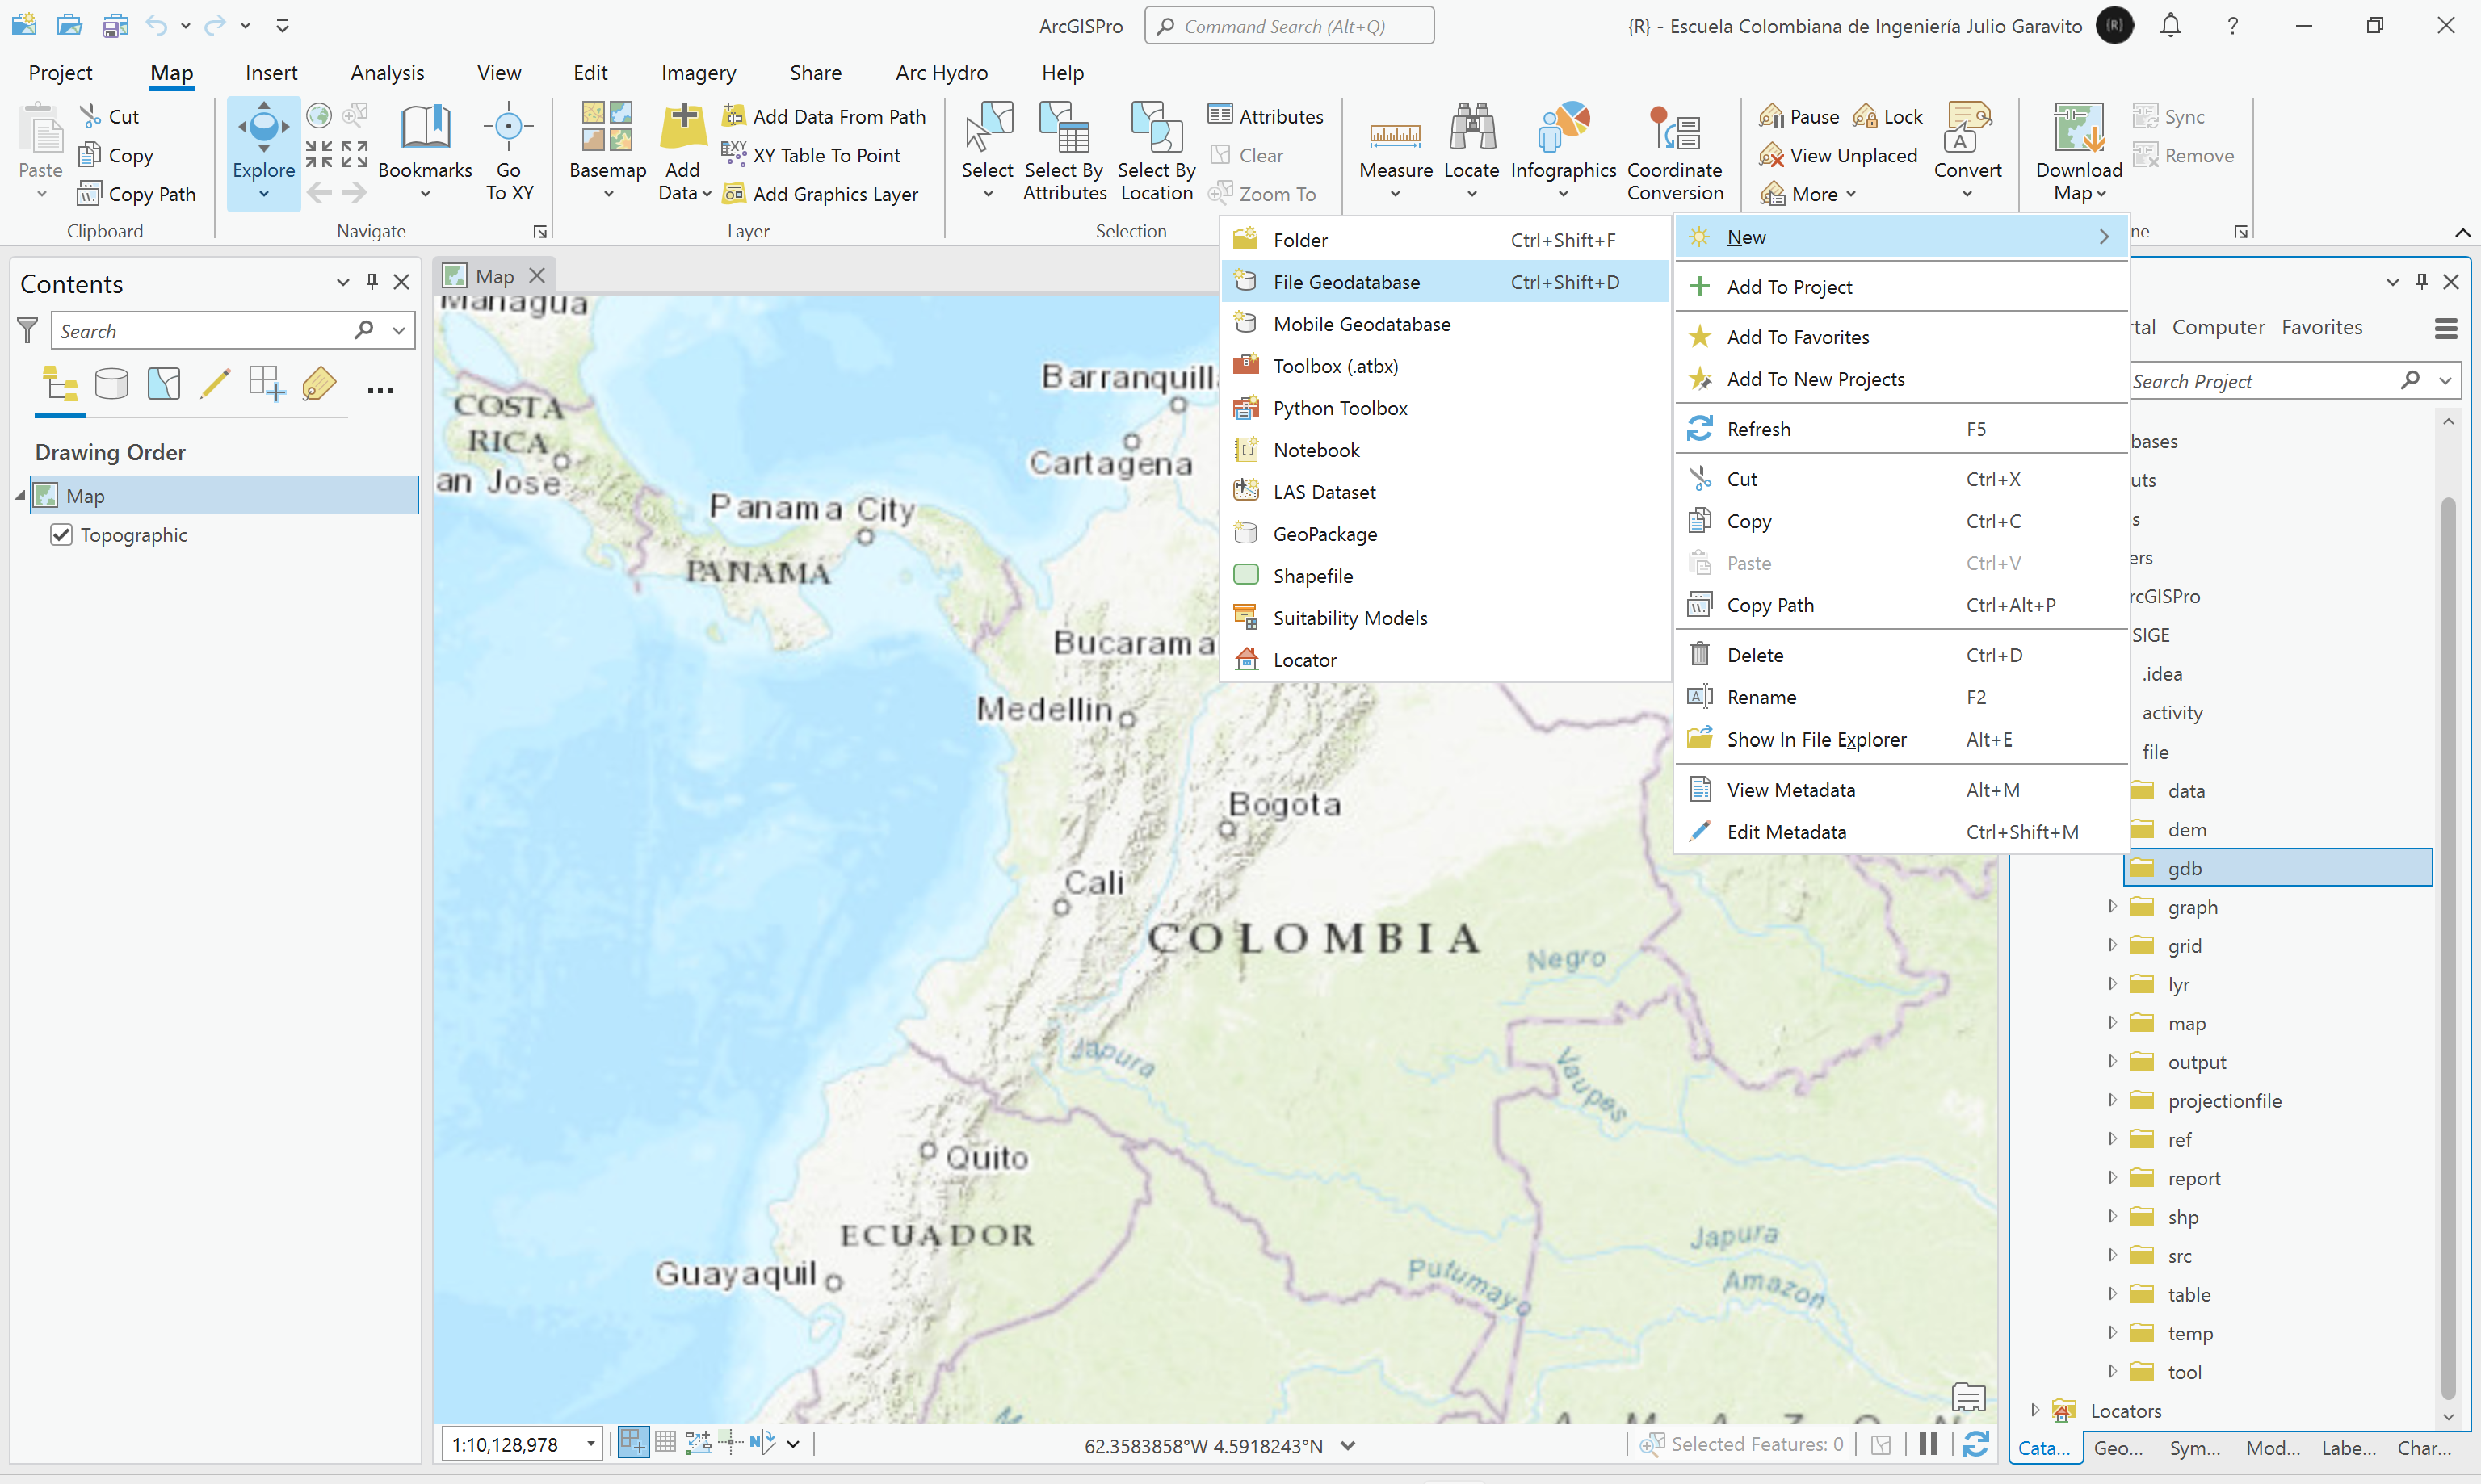 ArcGISPro
Command Search (Alt+Q)
{R} - Escuela Colombiana de Ingeniería Julio Garavito
{R}
?
Project Map Insert Analysis View Edit Imagery Share Arc Hydro Help
Paste
Cut
Copy
Copy Path
Clipboard
Explore
Bookmarks
Go To XY
Navigate
Basemap
Add Data
Add Data From Path
XY Table To Point
Add Graphics Layer
Layer
Select
Select By Attributes
Select By Location
Attributes
Clear
Zoom To
Selection
Measure
Locate
Infographics
Coordinate Conversion
Pause
Lock
View Unplaced
More
Convert
Download Map
Sync
Remove
ne
Contents
Search
Drawing Order
Map
Topographic
Map
Managua
COSTA
RICA
an Jose
Panama City
PANAMÁ
Barranquill
Cartagena
Bucarama
Medellin
Bogota
Cali
COLOMBIA
Negro
Vaupes
Japura
Quito
ECUADOR
Guayaquil
Putumayo
Japura
Amazon
Folder Ctrl+Shift+F
File Geodatabase Ctrl+Shift+D
Mobile Geodatabase
Toolbox (.atbx)
Python Toolbox
Notebook
LAS Dataset
GeoPackage
Shapefile
Suitability Models
Locator
New
Add To Project
Add To Favorites
Add To New Projects
Refresh F5
Cut Ctrl+X
Copy Ctrl+C
Paste Ctrl+V
Copy Path Ctrl+Alt+P
Delete Ctrl+D
Rename F2
Show In File Explorer Alt+E
View Metadata Alt+M
Edit Metadata Ctrl+Shift+M
rtal Computer Favorites
Search Project
bases
uts
s
ers
rcGISPro
SIGE
.idea
activity
file
data
dem
gdb
graph
grid
lyr
map
output
projectionfile
ref
report
shp
src
table
temp
tool
Locators
1:10,128,978
62.3583858°W 4.5918243°N
Selected Features: 0
Cata... Geo... Sym... Mod... Labe... Char...